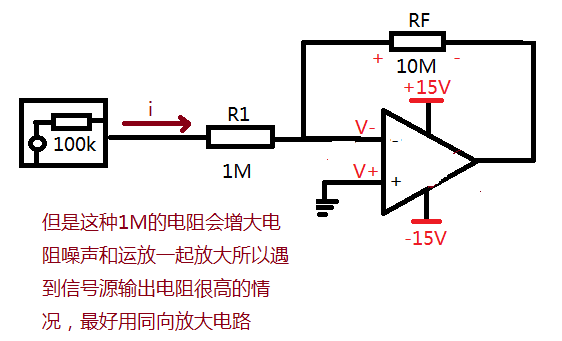 RF
+ -
10M
+15V
i
R1
V-
-
100k
1M
V+
+
-15V
但是这种1M的电阻会增大电
阻噪声和运放一起放大所以遇
到信号源输出电阻很高的情
况，最好用同向放大电路